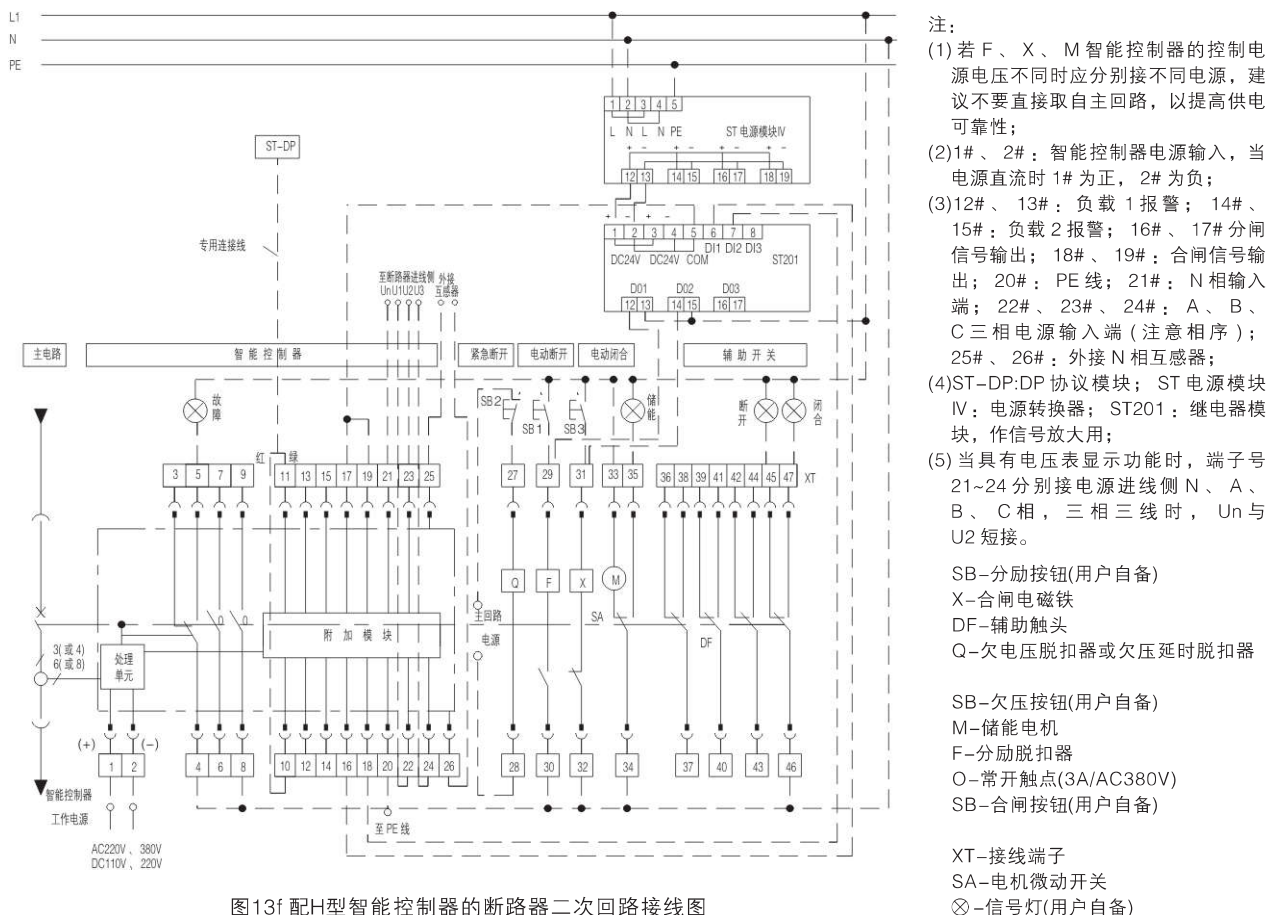 L1
N
PE
1 2 3 4 5
L N L N PE ST 电源模块Ⅳ
+ - + - + - + -
12 13 14 15 16 17 18 19
ST-DP
专用连接线
+ - + -
1 2 3 4 5 6 7 8
DI1 DI2 DI3
DC24V DC24V COM ST201
D01 D02 D03
12 13 14 15 16 17
至断路器进线侧
Un U1 U2 U3
外接
互感器
主电路 智能控制器 紧急断开 电动断开 电动闭合 辅助开关
故
障
SB2
SB1
SB3
储
能
断
开
闭
合
红 绿
3 5 7 9 11 13 15 17 19 21 23 25 27 29 31 33 35 36 38 39 41 42 44 45 47 XT
Q F X M
主回路
电源
SA
DF
0 0
附加模块
3(或4)
6(或8)
处理
单元
(+) (-)
1 2 4 6 8 10 12 14 16 18 20 22 24 26 28 30 32 34 37 40 43 46
智能控制器
工作电源
至PE线
AC220V、380V
DC110V、220V
图13f 配H型智能控制器的断路器二次回路接线图
注:
(1)若F、X、M智能控制器的控制电
源电压不同时应分别接不同电源，建
议不要直接取自主回路，以提高供电
可靠性；
(2)1#、2#：智能控制器电源输入，当
电源直流时1#为正，2#为负；
(3)12#、13#：负载1报警；14#、
15#：负载2报警；16#、17#分闸
信号输出；18#、19#：合闸信号输
出；20#：PE线；21#：N相输入
端；22#、23#、24#：A、B、
C三相电源输入端(注意相序)；
25#、26#：外接N相互感器；
(4)ST-DP:DP协议模块；ST电源模块
Ⅳ：电源转换器；ST201：继电器模
块，作信号放大用；
(5)当具有电压表显示功能时，端子号
21~24分别接电源进线侧N、A、
B、C相，三相三线时，Un与
U2短接。
SB-分励按钮(用户自备)
X-合闸电磁铁
DF-辅助触头
Q-欠电压脱扣器或欠压延时脱扣器
SB-欠压按钮(用户自备)
M-储能电机
F-分励脱扣器
O-常开触点(3A/AC380V)
SB-合闸按钮(用户自备)
XT-接线端子
SA-电机微动开关
⊗-信号灯(用户自备)